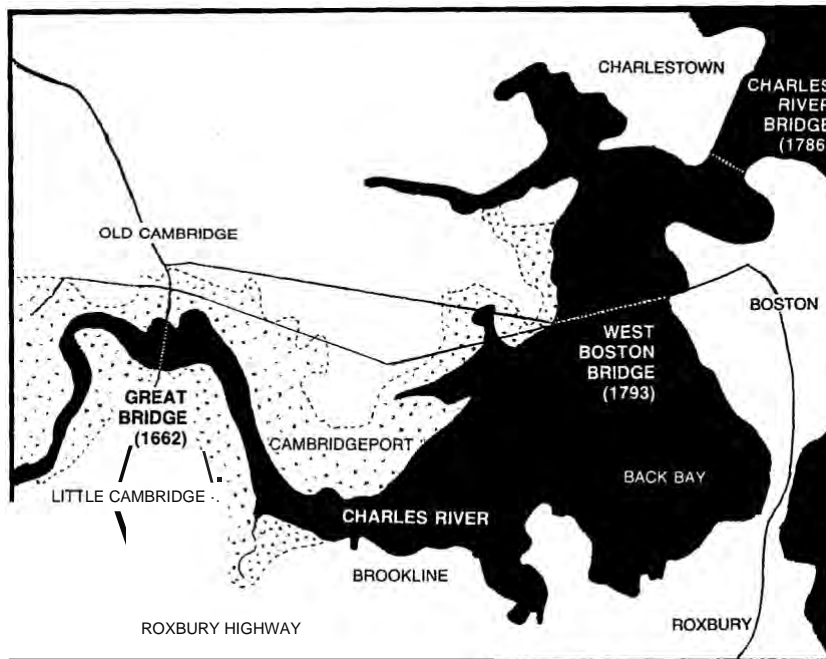 CHARLESTOWN
CHARLES
RIVER
BRIDGE
(1786
OLD CAMBRIDGE
BOSTON
WEST
BOSTON
BRIDGE
(1793)
GREAT
BRIDGE
(1662)
CAMBRIDGEPORT
LITTLE CAMBRIDGE
BACK BAY
CHARLES RIVER
BROOKLINE
ROXBURY HIGHWAY
ROXBURY